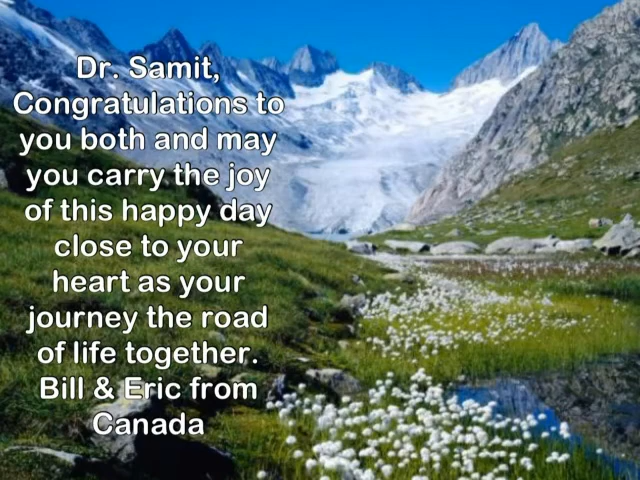 Dr. Samit,
Congratulations to
you both and may
you carry the joy
of this happy day
close to your
heart as your
journey the road
of life together.
Bill & Eric from
Canada